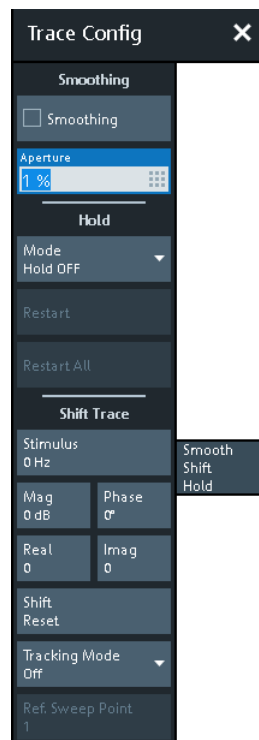 Trace Config
Smoothing
Smoothing
Aperture
1 %
Hold
Mode
Hold OFF
Restart
Restart All
Shift Trace
Stimulus
0 Hz
Mag
0 dB
Phase
0°
Real
0
Imag
0
Shift
Reset
Tracking Mode
Off
Ref. Sweep Point
1
Smooth
Shift
Hold